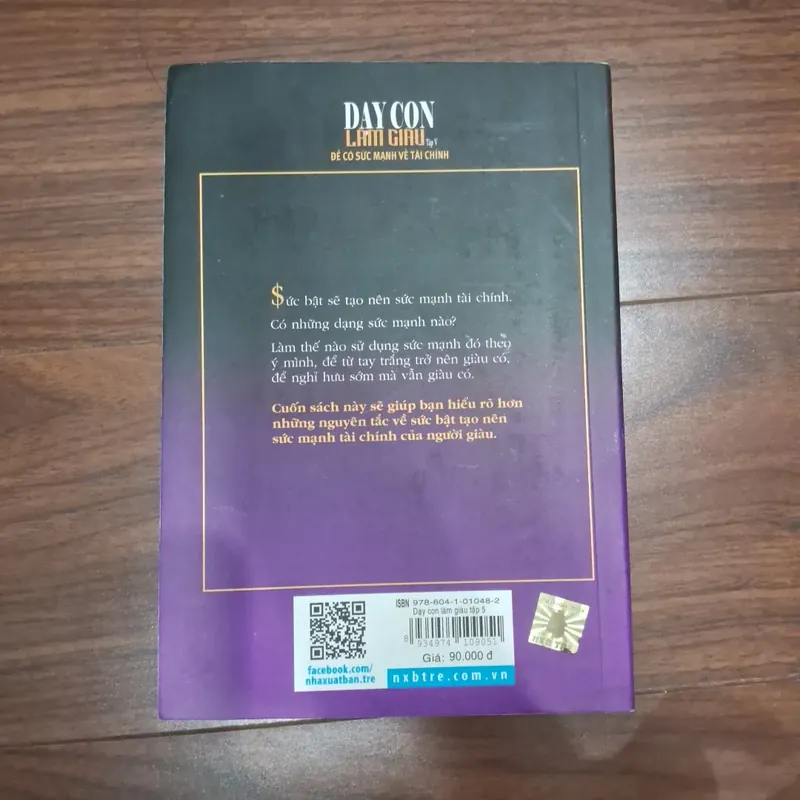 DẠY CON
LÀM GIÀU Tập V
ĐỂ CÓ SỨC MẠNH VỀ TÀI CHÍNH
$ức bật sẽ tạo nên sức mạnh tài chính.
Có những dạng sức mạnh nào?
Làm thế nào sử dụng sức mạnh đó theo
ý mình, để từ tay trắng trở nên giàu có,
để nghỉ hưu sớm mà vẫn giàu có.
Cuốn sách này sẽ giúp bạn hiểu rõ hơn
những nguyên tắc về sức bật tạo nên
sức mạnh tài chính của người giàu.
ISBN 978-604-1-01048-2
Dạy con làm giàu tập 5
8 934974 109051
Giá: 90.000 đ
facebook.com/
nhaxuatban.tre
nxbtre.com.vn